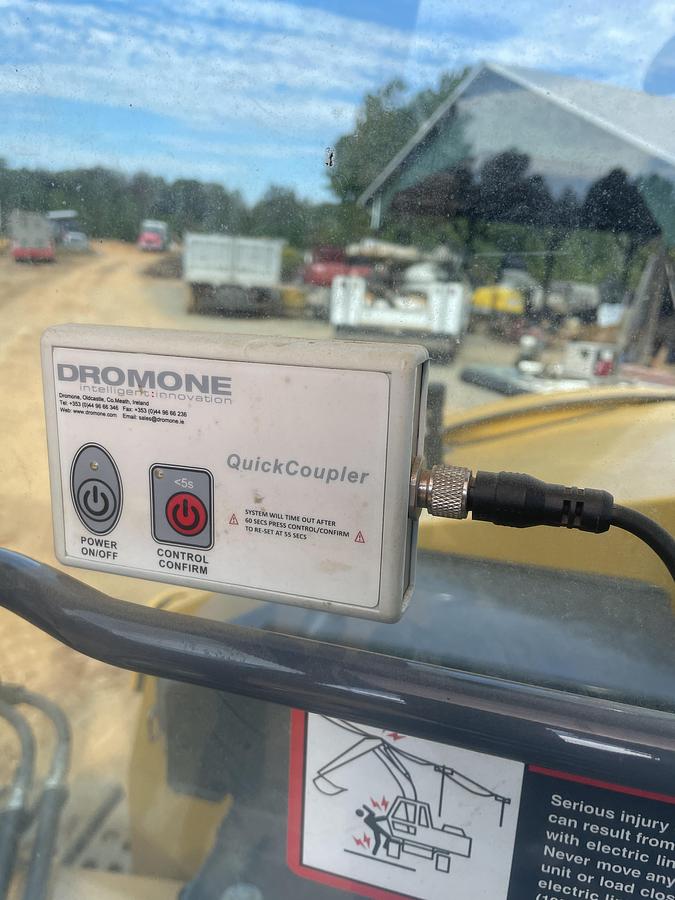 DROMONE
intelligent:innovation
Dromone, Oldcastle, Co.Meath, Ireland
Tel: +353 (0)44 96 66 346 Fax: +353 (0)44 96 66 236
Web: www.dromone.com Email: sales@dromone.ie
QuickCoupler
<5s
SYSTEM WILL TIME OUT AFTER
60 SECS PRESS CONTROL/CONFIRM
TO RE-SET AT 55 SECS
POWER
ON/OFF
CONTROL
CONFIRM
Serious injury
can result from
with electric lin
Never move any
unit or load clos
electric line